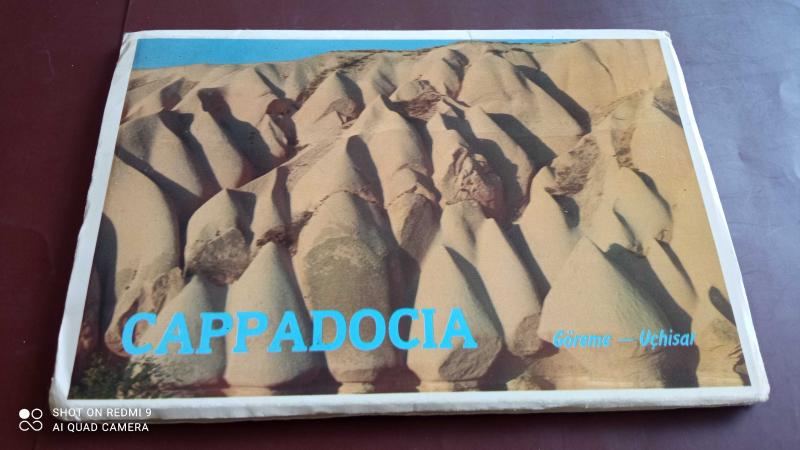 CAPPADOCIA
Göreme — Uçhisar
SHOT ON REDMI 9
AI QUAD CAMERA